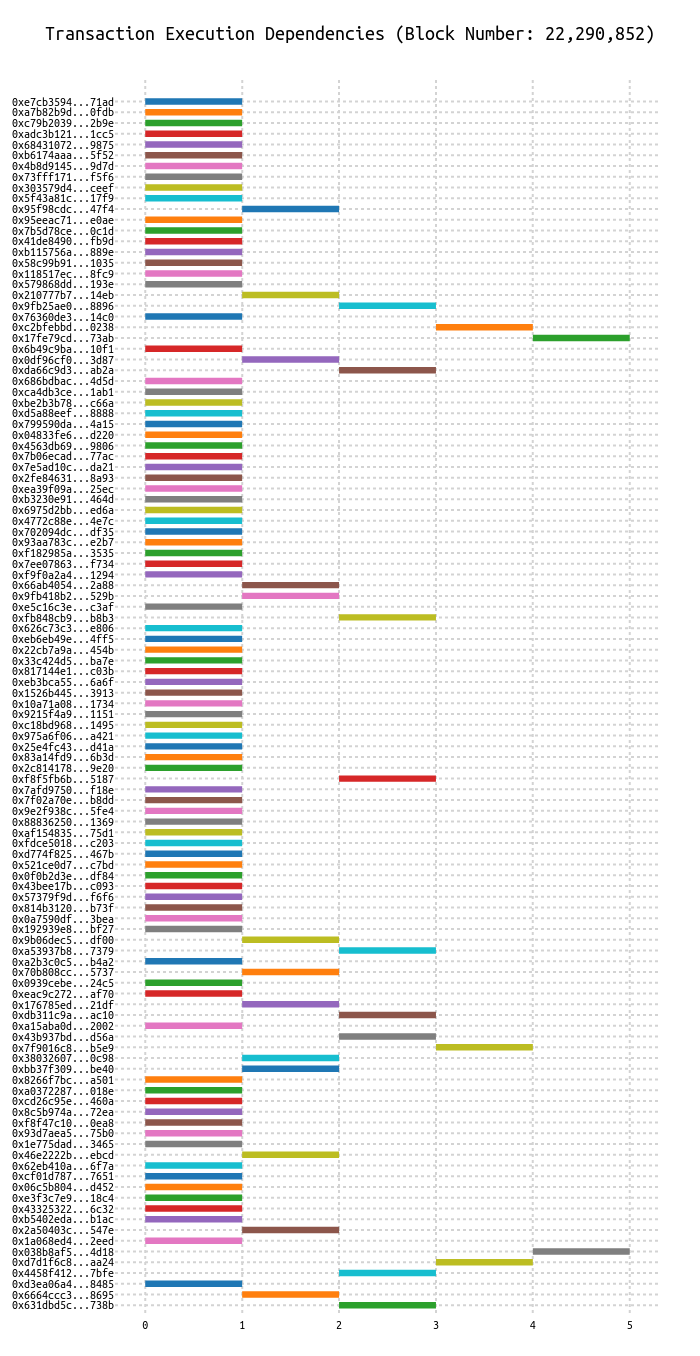 Transaction Execution Dependencies (Block Number: 22,290,852)
0xe7cb3594...71ad
0xa7b82b9d...0fdb
0xc79b2039...2b9e
0xadc3b121...1cc5
0x68431072...9875
0xb6174aaa...5f52
0x4b8d9145...9d7d
0x73fff171...f5f6
0x303579d4...ceef
0x5f43a81c...17f9
0x95f98cdc...47f4
0x95eeac71...e0ae
0x7b5d78ce...0c1d
0x41de8490...fb9d
0xb115756a...889e
0x58c99b91...1035
0x118517ec...8fc9
0x579868dd...193e
0x210777b7...14eb
0x9fb25ae0...8896
0x76360de3...14c0
0xc2bfebbd...0238
0x17fe79cd...73ab
0x6b49c9ba...10f1
0x0df96cf0...3d87
0xda66c9d3...ab2a
0x686bdbac...4d5d
0xca4db3ce...1ab1
0xbe2b3b78...c66a
0xd5a88eef...8888
0x799590da...4a15
0x04833fe6...d220
0x4563db69...9806
0x7b06ecad...77ac
0x7e5ad10c...da21
0x2fe84631...8a93
0xea39f09a...25ec
0xb3230e91...464d
0x6975d2bb...ed6a
0x4772c88e...4e7c
0x702094dc...df35
0x93aa783c...e2b7
0xf182985a...3535
0x7ee07863...f734
0xf9f0a2a4...1294
0x66ab4054...2a88
0x9fb418b2...529b
0xe5c16c3e...c3af
0xfb848cb9...b8b3
0x626c73c3...e806
0xeb6eb49e...4ff5
0x22cb7a9a...454b
0x33c424d5...ba7e
0x817144e1...c03b
0xeb3bca55...6a6f
0x1526b445...3913
0x10a71a08...1734
0x9215f4a9...1151
0xc18bd968...1495
0x975a6f06...a421
0x25e4fc43...d41a
0x83a14fd9...6b3d
0x2c814178...9e20
0xf8f5fb6b...5187
0x7afd9750...f18e
0x7f02a70e...b8dd
0x9e2f938c...5fe4
0x88836250...1369
0xaf154835...75d1
0xfdce5018...c203
0xd774f825...467b
0x521ce0d7...c7bd
0x0f0b2d3e...df84
0x43bee17b...c093
0x57379f9d...f6f6
0x814b3120...b73f
0x0a7590df...3bea
0x192939e8...bf27
0x9b06dec5...df00
0xa53937b8...7379
0xa2b3c0c5...b4a2
0x70b808cc...5737
0x0939cebe...24c5
0xeac9c272...af70
0x176785ed...21df
0xdb311c9a...ac10
0xa15aba0d...2002
0x43b937bd...d56a
0x7f9016c8...b5e9
0x38032607...0c98
0xbb37f309...be40
0x8266f7bc...a501
0xa0372287...018e
0xcd26c95e...460a
0x8c5b974a...72ea
0xf8f47c10...0ea8
0x93d7aea5...75b0
0x1e775dad...3465
0x46e2222b...ebcd
0x62eb410a...6f7a
0xcf01d787...7651
0x06c5b804...d452
0xe3f3c7e9...18c4
0x43325322...6c32
0xb5402eda...b1ac
0x2a50403c...547e
0x1a068ed4...2eed
0x038b8af5...4d18
0xd7d1f6c8...aa24
0x4458f412...7bfe
0xd3ea06a4...8485
0x6664ccc3...8695
0x631dbd5c...738b
0 1 2 3 4 5